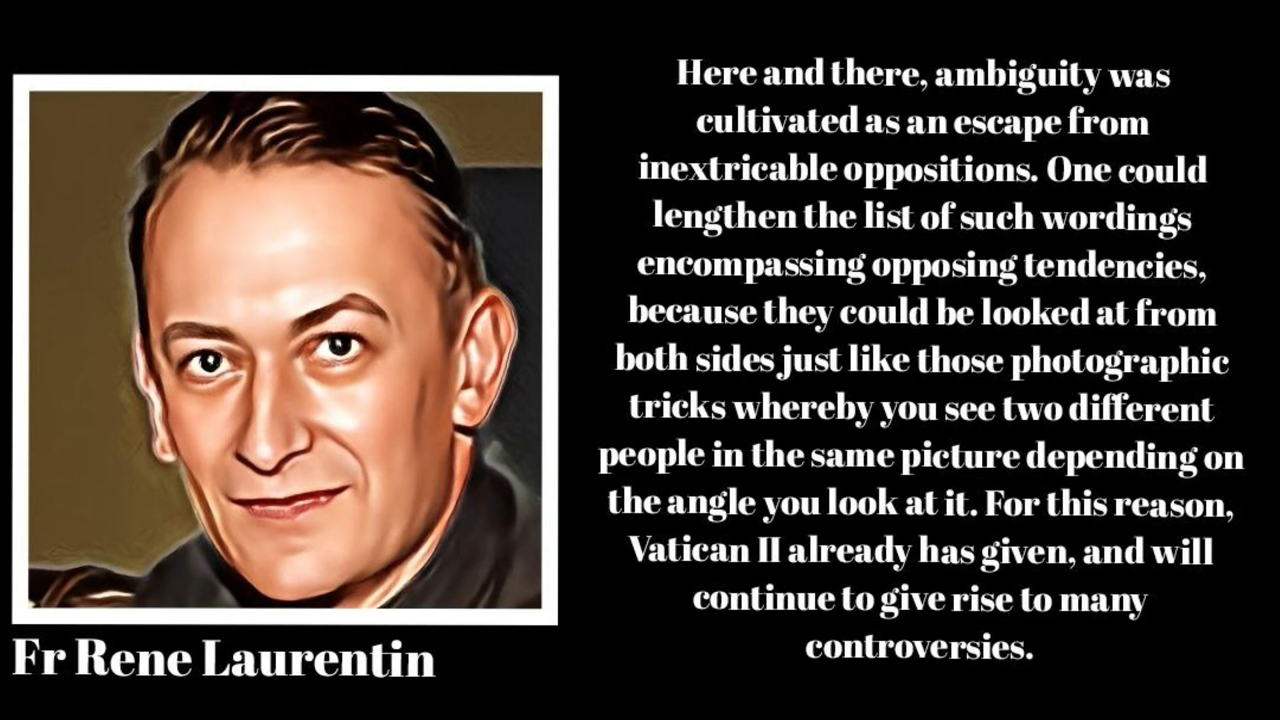 Here and there, ambiguity was
cultivated as an escape from
inextricable oppositions. One could
lengthen the list of such wordings
encompassing opposing tendencies,
because they could be looked at from
both sides just like those photographic
tricks whereby you see two different
people in the same picture depending on
the angle you look at it. For this reason,
Vatican II already has given, and will
continue to give rise to many
controversies.
Fr Rene Laurentin